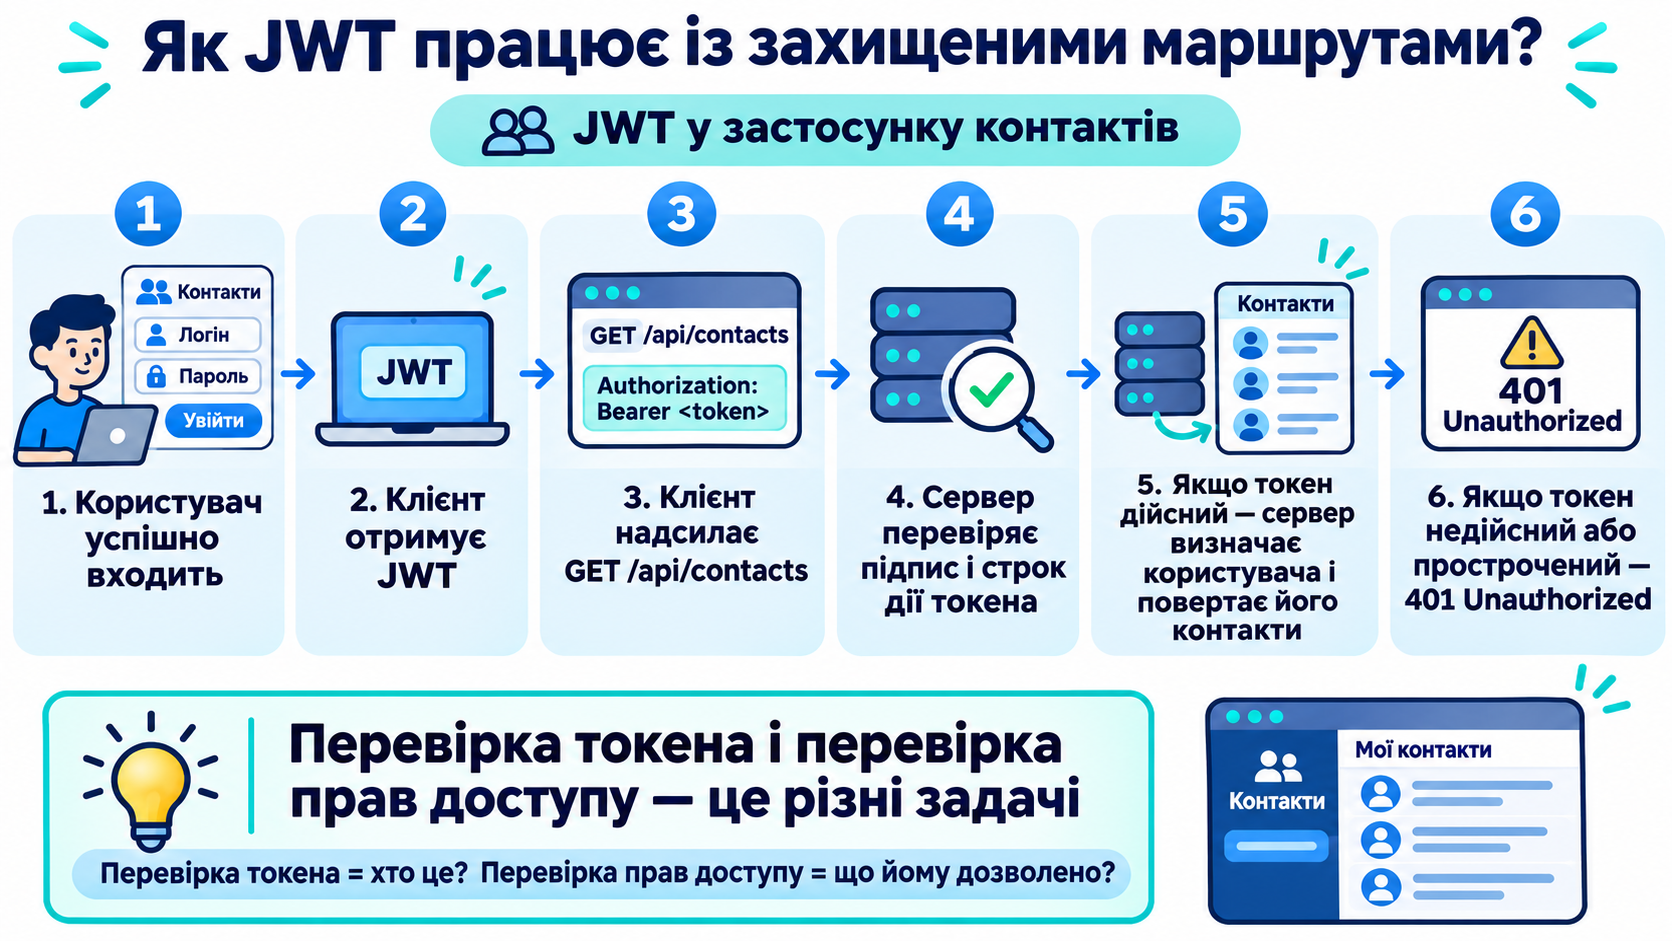 Як JWT працює із захищеними маршрутами?
JWT у застосунку контактів
1
2
3
4
5
6
Контакти
Логін
Пароль
Увійти
1. Користувач
успішно
входить
JWT
2. Клієнт
отримує
JWT
GET /api/contacts
Authorization:
Bearer <token>
3. Клієнт
надсилає
GET /api/contacts
4. Сервер
перевіряє
підпис і строк
дії токена
Контакти
5. Якщо токен
дійсний — сервер
визначає
користувача і
повертає його
контакти
401
Unauthorized
6. Якщо токен
недійсний або
прострочений —
401 Unauthorized
Перевірка токена і перевірка
прав доступу — це різні задачі
Перевірка токена = хто це? Перевірка прав доступу = що йому дозволено?
Контакти
Мої контакти